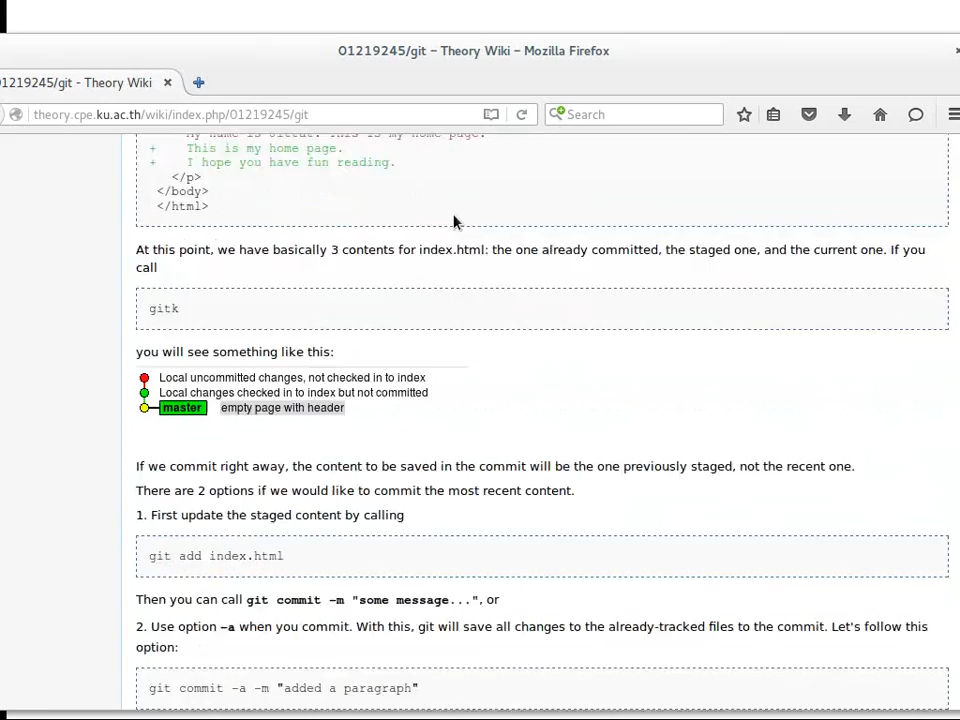 01219245/git – Theory Wiki – Mozilla Firefox
01219245/git - Theory Wiki
theory.cpe.ku.ac.th/wiki/index.php/01219245/git
Search
+ This is my home page.
+ I hope you have fun reading.
</p>
</body>
</html>
At this point, we have basically 3 contents for index.html: the one already committed, the staged one, and the current one. If you
call
gitk
you will see something like this:
Local uncommitted changes, not checked in to index
Local changes checked in to index but not committed
master empty page with header
If we commit right away, the content to be saved in the commit will be the one previously staged, not the recent one.
There are 2 options if we would like to commit the most recent content.
1. First update the staged content by calling
git add index.html
Then you can call git commit -m "some message...", or
2. Use option -a when you commit. With this, git will save all changes to the already-tracked files to the commit. Let's follow this
option:
git commit -a -m "added a paragraph"